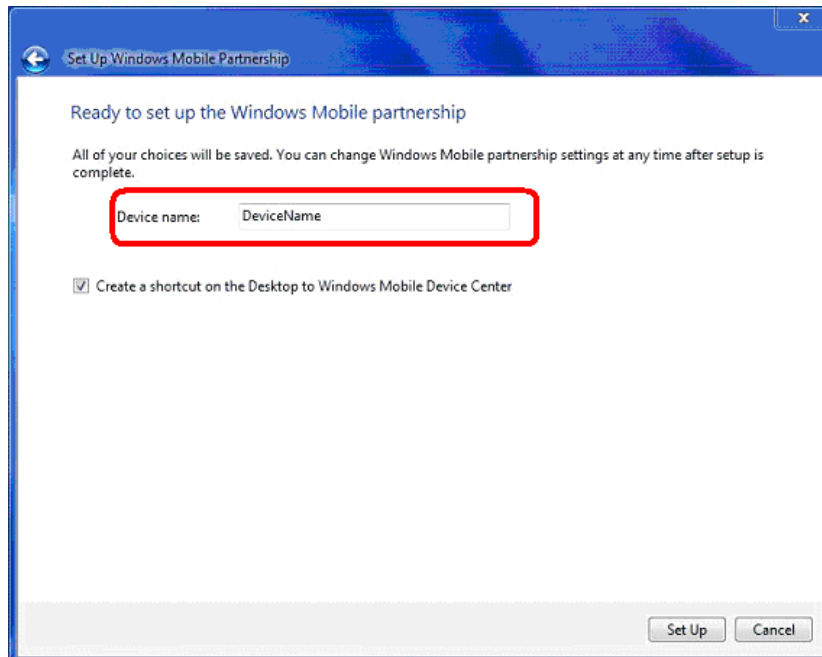 Set Up Windows Mobile Partnership
Ready to set up the Windows Mobile partnership
All of your choices will be saved. You can change Windows Mobile partnership settings at any time after setup is
complete.
Device name: DeviceName
Create a shortcut on the Desktop to Windows Mobile Device Center
Set Up Cancel